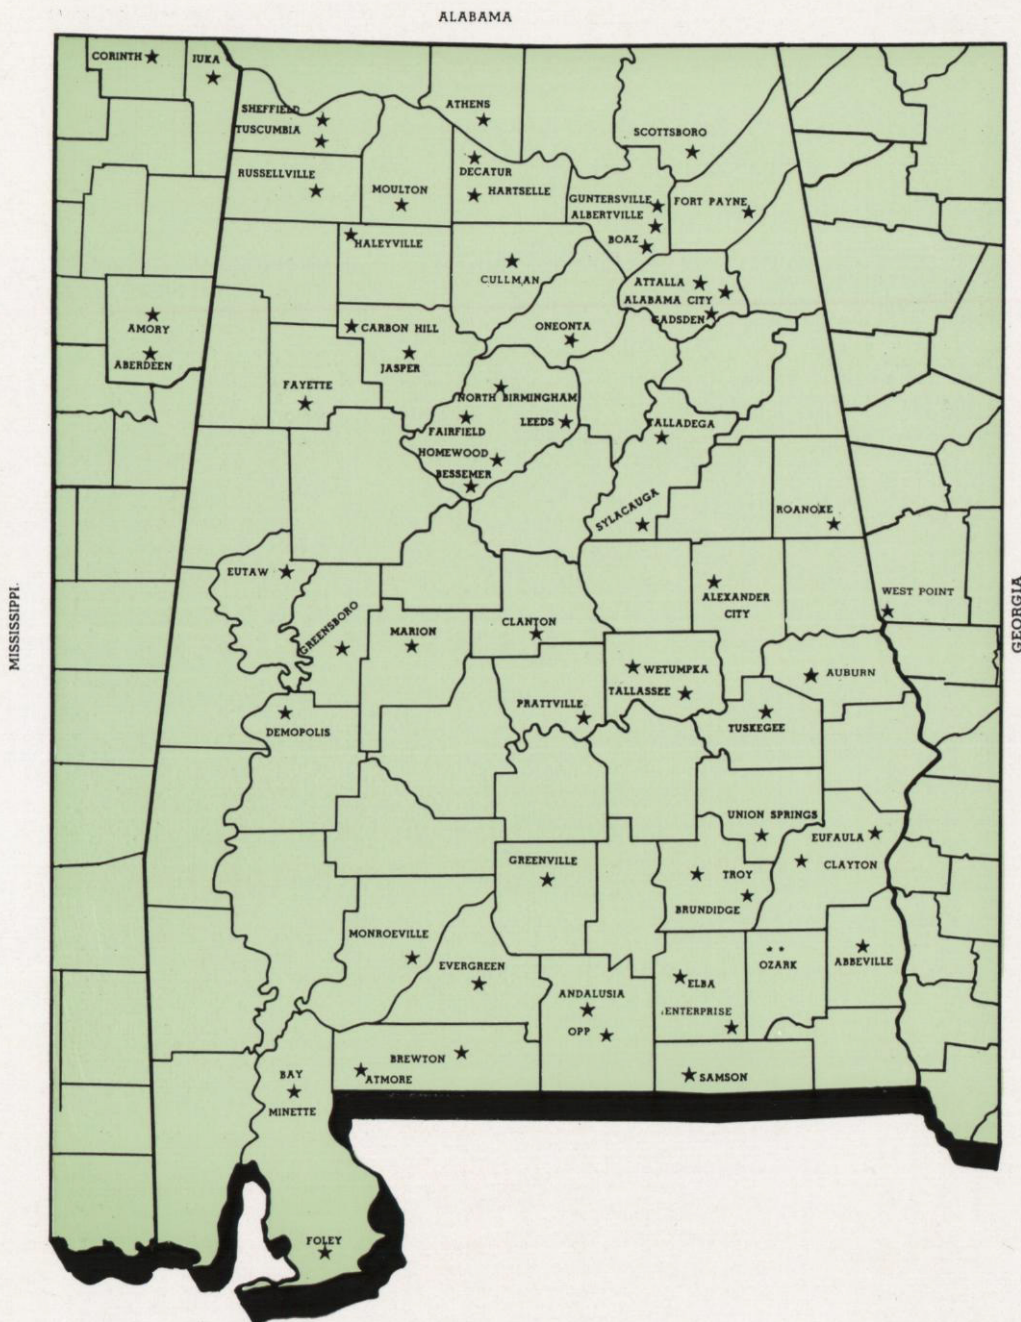 ALABAMA
CORINTH
IUKA
SHEFFIELD
TUSCUMBIA
ATHENS
SCOTTSBORO
DECATUR
RUSSELLVILLE
MOULTON
HARTSELLE
GUNTERSVILLE
FORT PAYNE
ALBERTVILLE
BOAZ
HALEYVILLE
CULLMAN
ATTALLA
ALABAMA CITY
GADSDEN
AMORY
CARBON HILL
ONEONTA
ABERDEEN
JASPER
FAYETTE
NORTH BIRMINGHAM
FAIRFIELD
LEEDS
TALLADEGA
HOMEWOOD
BESSEMER
SYLACAUGA
ROANOKE
EUTAW
ALEXANDER
CITY
WEST POINT
MISSISSIPPI.
GEORGIA
GREENSBORO
MARION
CLANTON
WETUMPKA
AUBURN
TALLASSEE
PRATTVILLE
DEMOPOLIS
TUSKEGEE
UNION SPRINGS
EUFAULA
GREENVILLE
CLAYTON
TROY
BRUNDIDGE
MONROEVILLE
EVERGREEN
OZARK
ABBEVILLE
ELBA
ANDALUSIA
ENTERPRISE
OPP
BREWTON
BAY
MINETTE
ATMORE
SAMSON
FOLEY